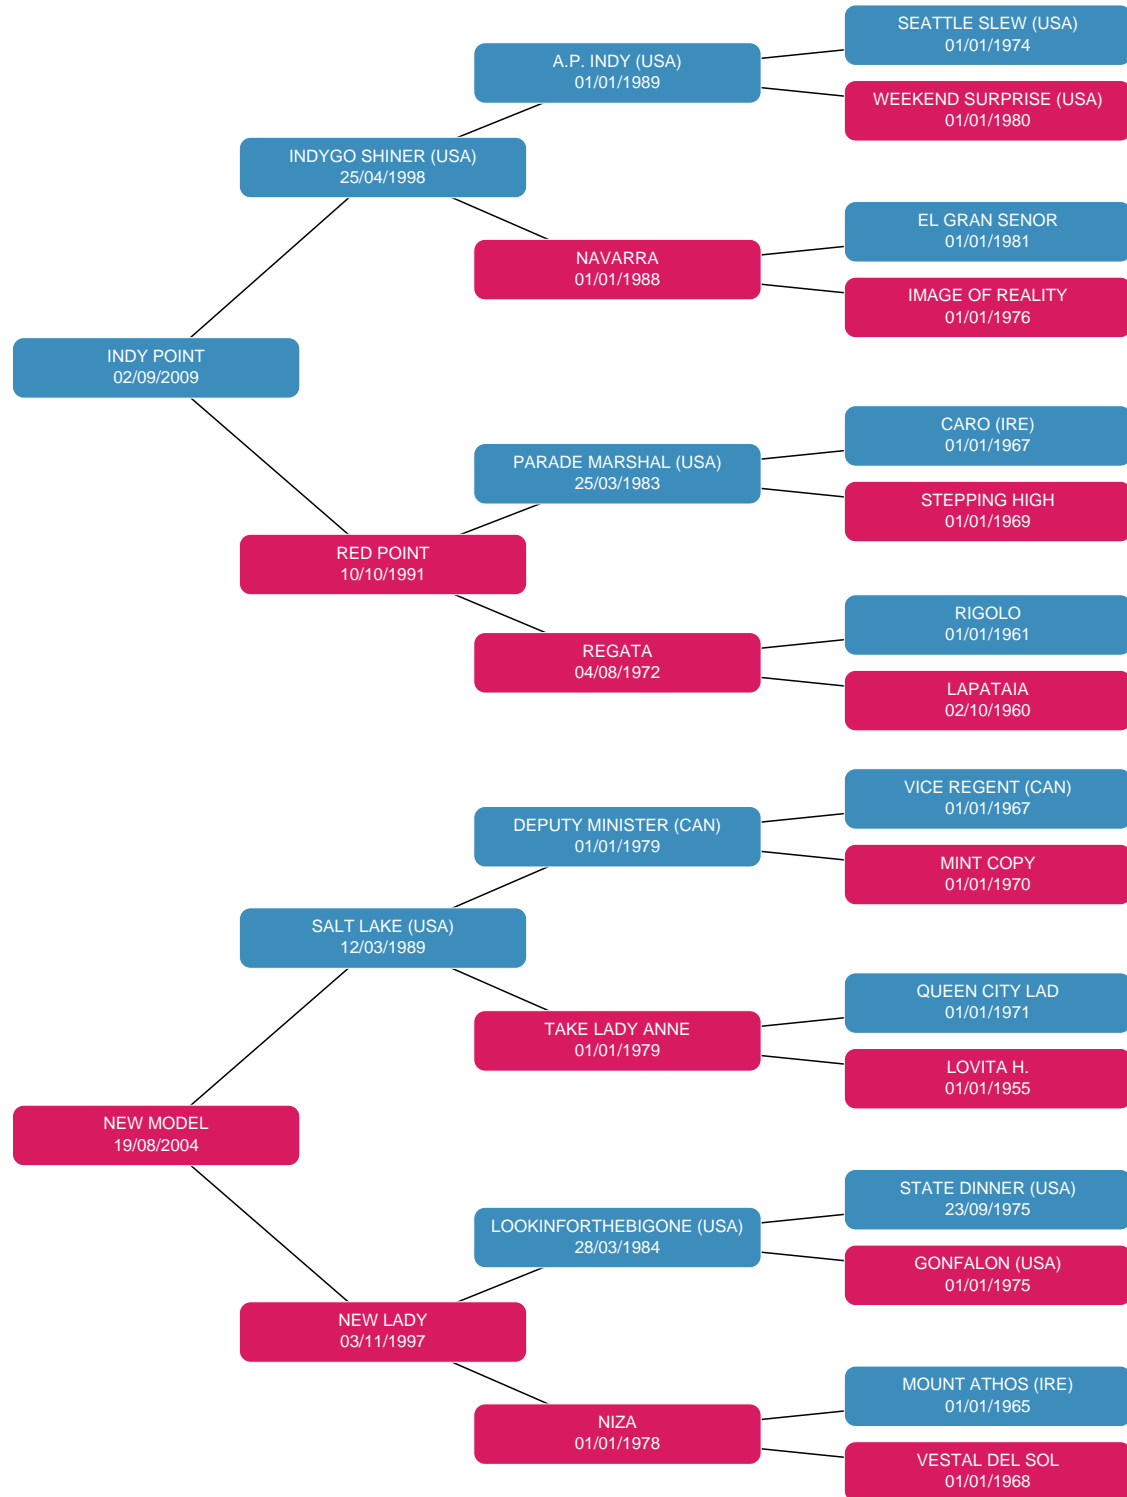 SEATTLE SLEW (USA)
01/01/1974
A.P. INDY (USA)
01/01/1989
WEEKEND SURPRISE (USA)
01/01/1980
INDYGO SHINER (USA)
25/04/1998
EL GRAN SENOR
01/01/1981
NAVARRA
01/01/1988
IMAGE OF REALITY
01/01/1976
INDY POINT
02/09/2009
CARO (IRE)
01/01/1967
PARADE MARSHAL (USA)
25/03/1983
STEPPING HIGH
01/01/1969
RED POINT
10/10/1991
RIGOLO
01/01/1961
REGATA
04/08/1972
LAPATAIA
02/10/1960
VICE REGENT (CAN)
01/01/1967
DEPUTY MINISTER (CAN)
01/01/1979
MINT COPY
01/01/1970
SALT LAKE (USA)
12/03/1989
QUEEN CITY LAD
01/01/1971
TAKE LADY ANNE
01/01/1979
LOVITA H.
01/01/1955
NEW MODEL
19/08/2004
STATE DINNER (USA)
23/09/1975
LOOKINFORTHEBIGONE (USA)
28/03/1984
GONFALON (USA)
01/01/1975
NEW LADY
03/11/1997
MOUNT ATHOS (IRE)
01/01/1965
NIZA
01/01/1978
VESTAL DEL SOL
01/01/1968